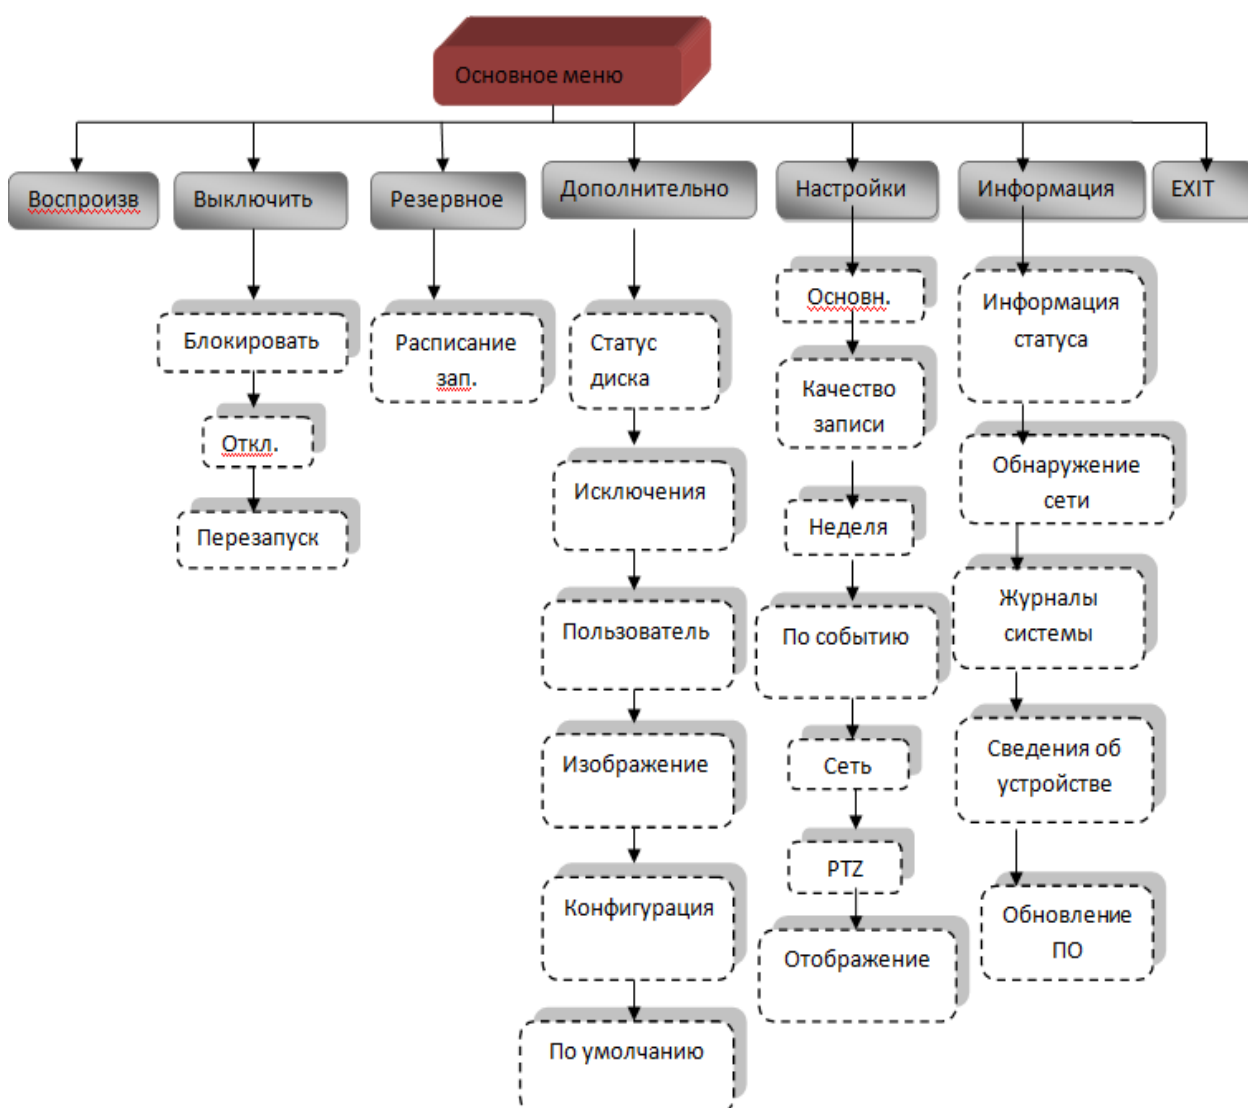 Основное меню
Воспроизв
Выключить
Резервное
Дополнительно
Настройки
Информация
EXIT
Блокировать
Откл.
Перезапуск
Расписание
зап.
Статус
диска
Исключения
Пользователь
Изображение
Конфигурация
По умолчанию
Основн.
Качество
записи
Неделя
По событию
Сеть
PTZ
Отображение
Информация
статуса
Обнаружение
сети
Журналы
системы
Сведения об
устройстве
Обновление
ПО